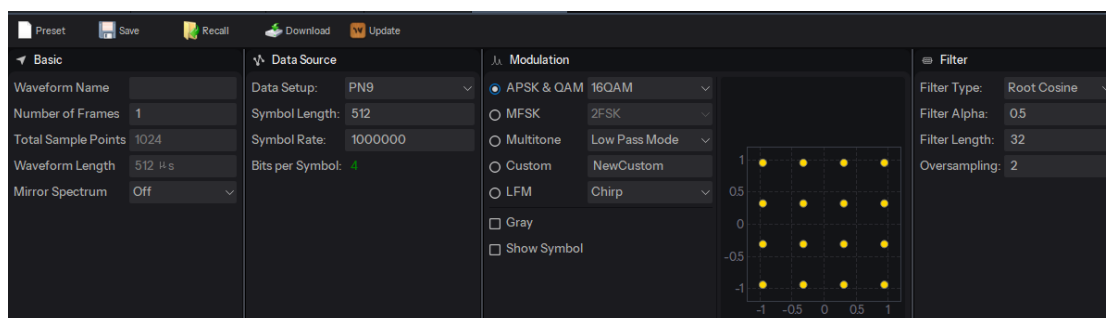 Preset Save Recall Download Update
Basic
Waveform Name
Number of Frames 1
Total Sample Points 1024
Waveform Length 512 μs
Mirror Spectrum Off
Data Source
Data Setup: PN9
Symbol Length: 512
Symbol Rate: 1000000
Bits per Symbol: 4
Modulation
APSK & QAM 16QAM
MFSK 2FSK
Multitone Low Pass Mode
Custom NewCustom
LFM Chirp
Gray
Show Symbol
1
0.5
0
-0.5
-1
-1 -0.5 0 0.5 1
Filter
Filter Type: Root Cosine
Filter Alpha: 0.5
Filter Length: 32
Oversampling: 2